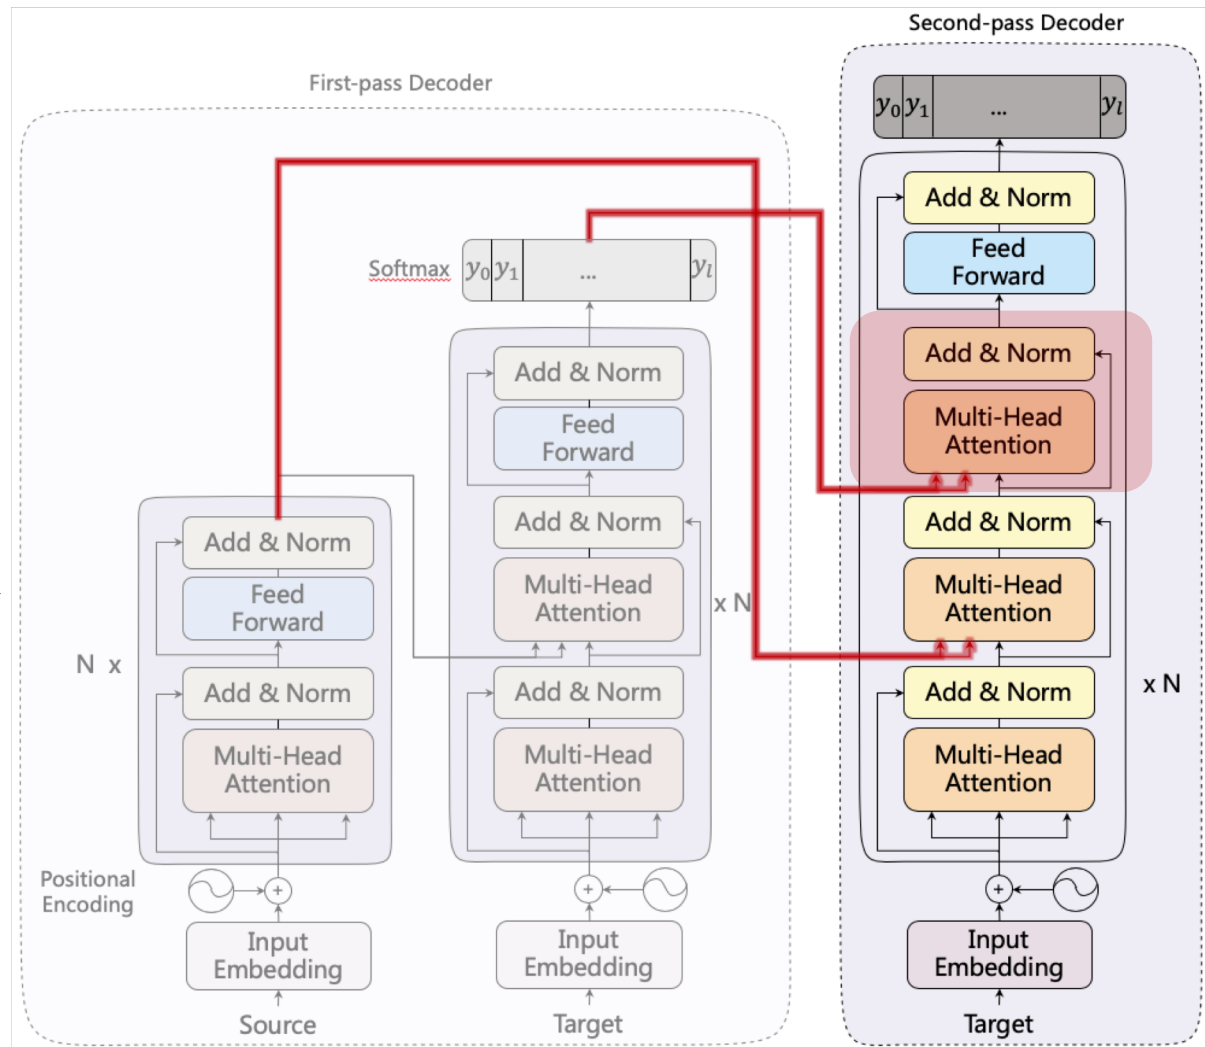 Second-pass Decoder
y0 y1 ... yl
Add & Norm
Feed
Forward
Add & Norm
Multi-Head
Attention
Add & Norm
Multi-Head
Attention
Add & Norm
Multi-Head
Attention
x N
+
Input
Embedding
Target
First-pass Decoder
Softmax
y0 y1 ... yl
Add & Norm
Feed
Forward
Add & Norm
Multi-Head
Attention
x N
Add & Norm
Multi-Head
Attention
+
Input
Embedding
Target
Add & Norm
Feed
Forward
N x
Add & Norm
Multi-Head
Attention
Positional
Encoding
+
Input
Embedding
Source